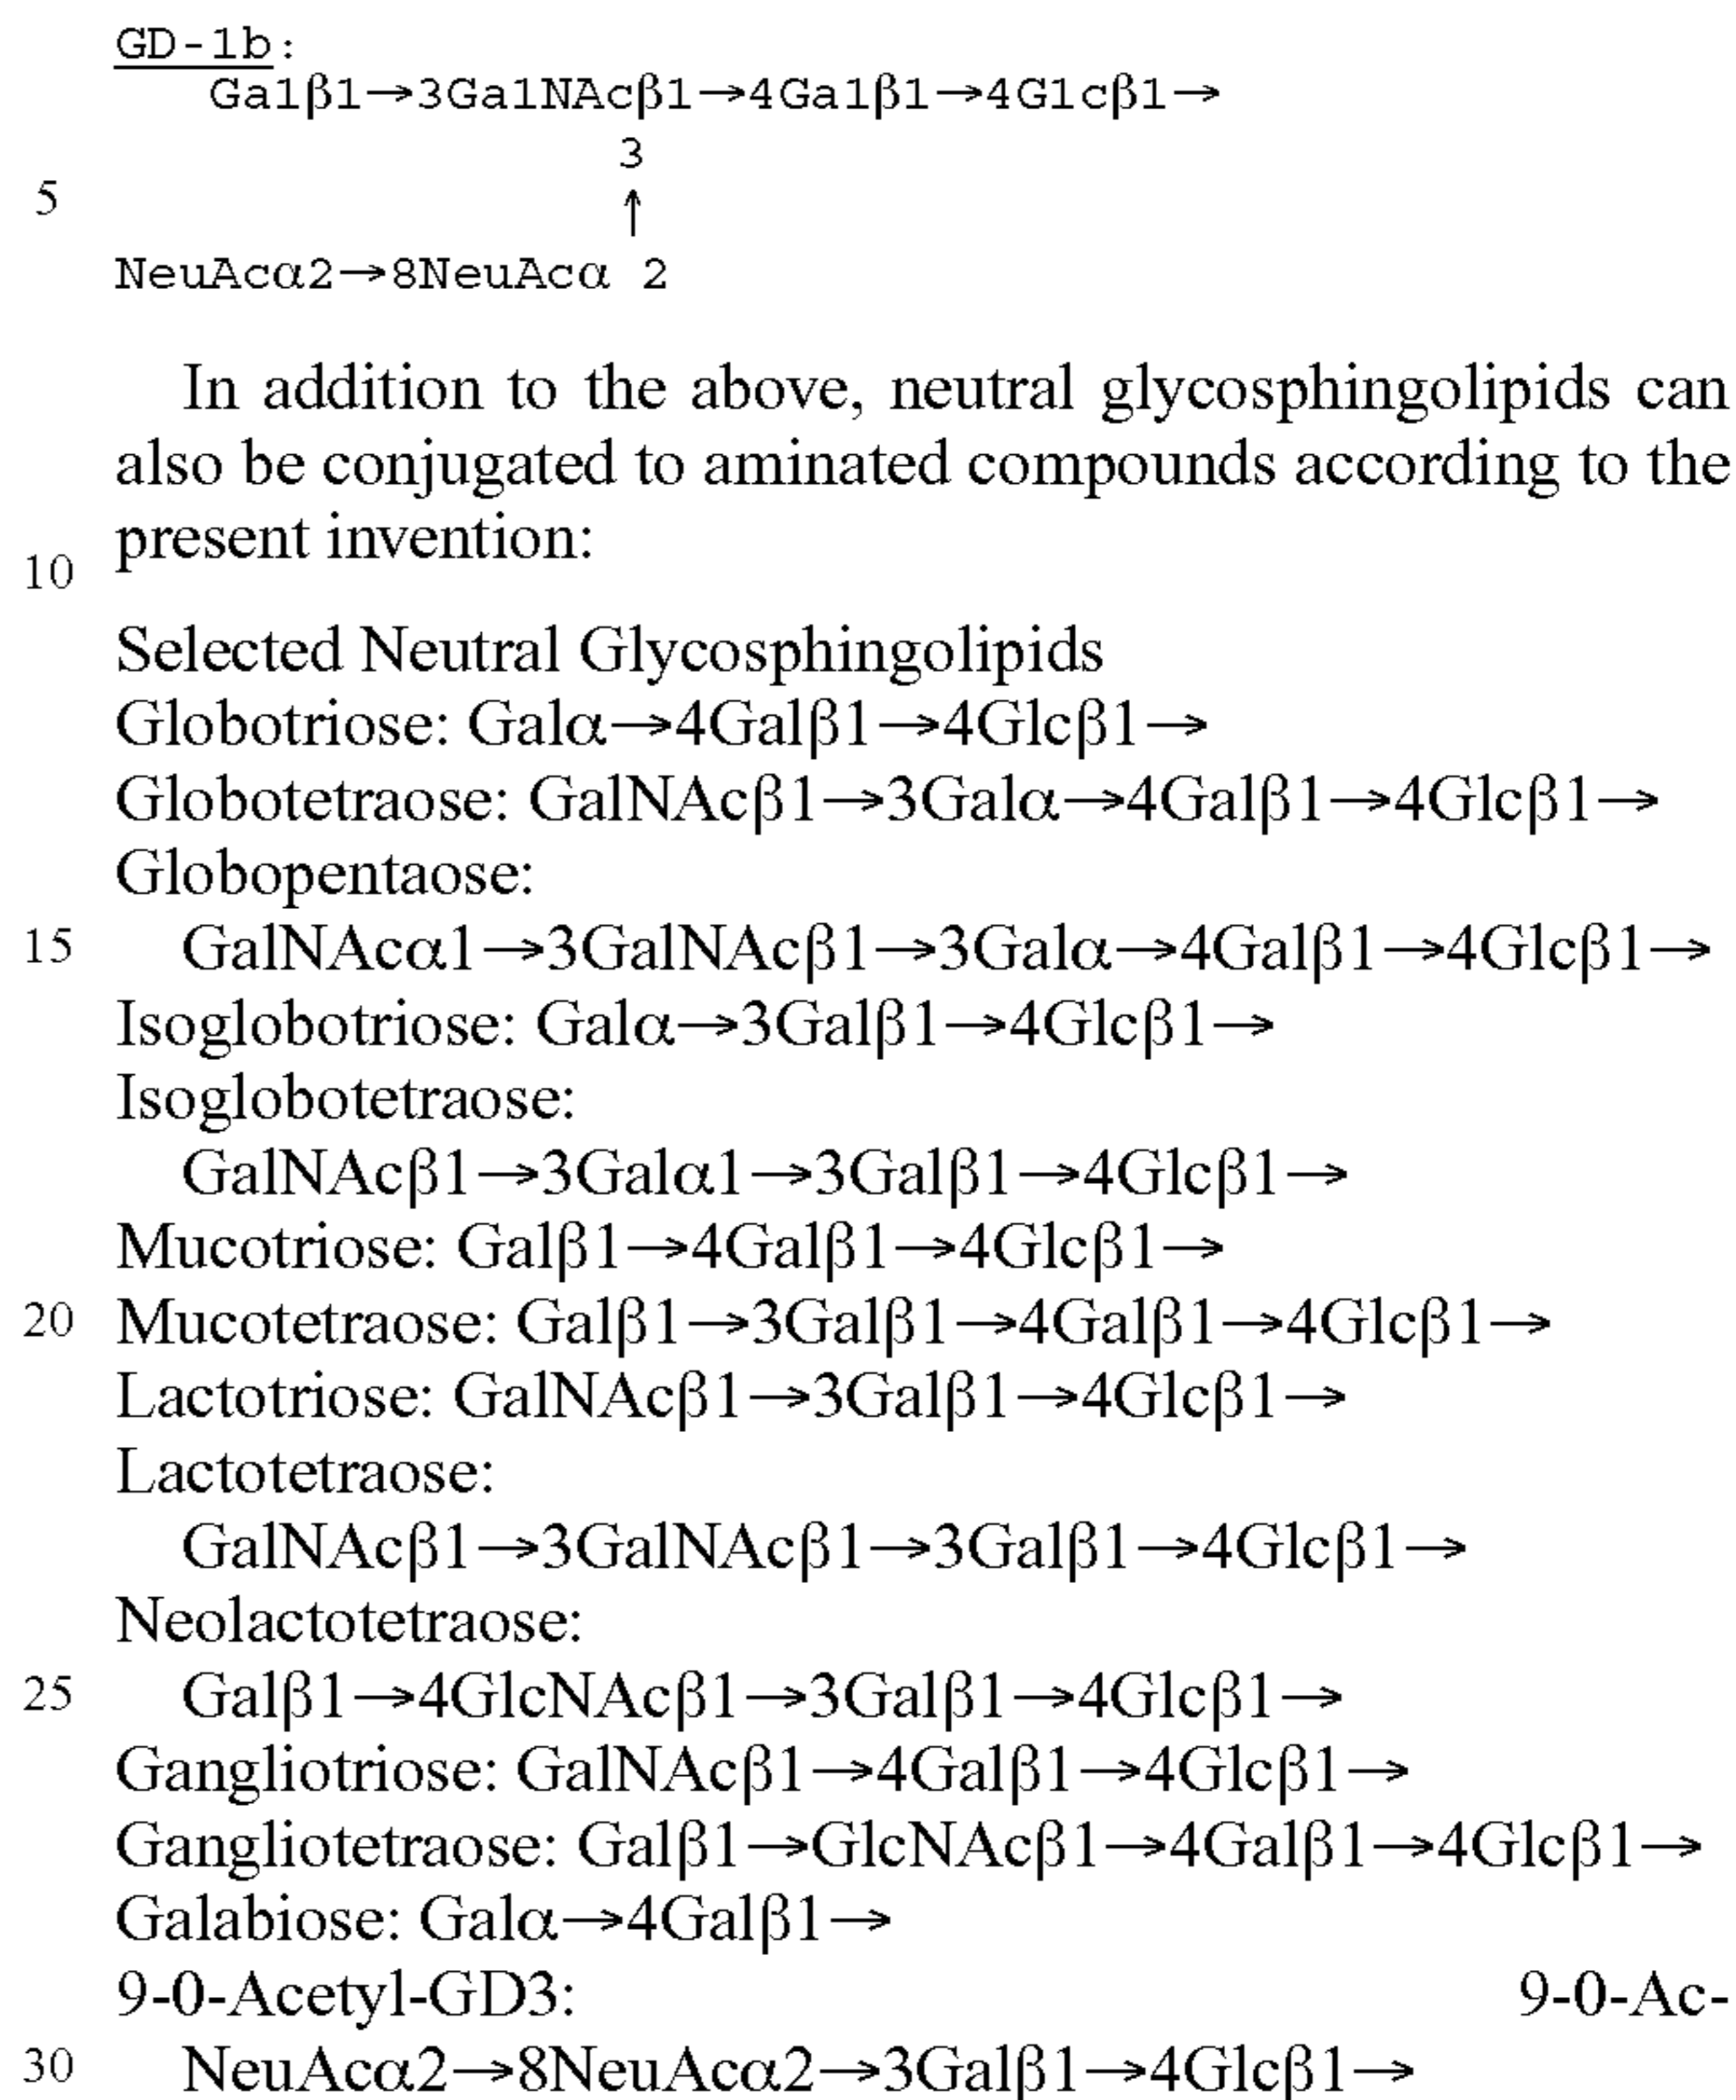 GD-1b:
Ga1β1→3Ga1NAcβ1→4Ga1β1→4G1cβ1→
3
5
↑
NeuAcα2→8NeuAcα 2
In addition to the above, neutral glycosphingolipids can
also be conjugated to aminated compounds according to the
present invention:
10
Selected Neutral Glycosphingolipids
Globotriose: Galα→4Galβ1→4Glcβ1→
Globotetraose: GalNAcβ1→3Galα→4Galβ1→4Glcβ1→
Globopentaose:
15 GalNAcα1→3GalNAcβ1→3Galα→4Galβ1→4Glcβ1→
Isoglobotriose: Galα→3Galβ1→4Glcβ1→
Isoglobotetraose:
GalNAcβ1→3Galα1→3Galβ1→4Glcβ1→
Mucotriose: Galβ1→4Galβ1→4Glcβ1→
20 Mucotetraose: Galβ1→3Galβ1→4Galβ1→4Glcβ1→
Lactotriose: GalNAcβ1→3Galβ1→4Glcβ1→
Lactotetraose:
GalNAcβ1→3GalNAcβ1→3Galβ1→4Glcβ1→
Neolactotetraose:
25 Galβ1→4GlcNAcβ1→3Galβ1→4Glcβ1→
Gangliotriose: GalNAcβ1→4Galβ1→4Glcβ1→
Gangliotetraose: Galβ1→GlcNAcβ1→4Galβ1→4Glcβ1→
Galabiose: Galα→4Galβ1→
9-0-Acetyl-GD3: 9-0-Ac-
30 NeuAcα2→8NeuAcα2→3Galβ1→4Glcβ1→